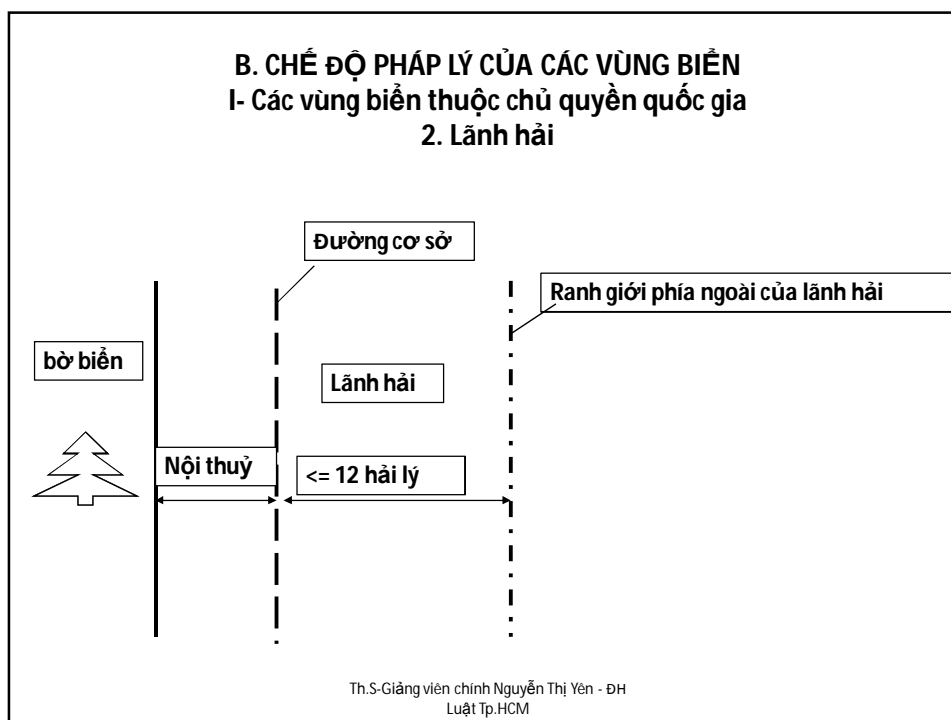 B. CHẾ ĐỘ PHÁP LÝ CỦA CÁC VÙNG BIỂN
I- Các vùng biển thuộc chủ quyền quốc gia
2. Lãnh hải
Đường cơ sở
Ranh giới phía ngoài của lãnh hải
bờ biển
Lãnh hải
Nội thuỷ
<= 12 hải lý
Th.S-Giảng viên chính Nguyễn Thị Yên - ĐH
Luật Tp.HCM